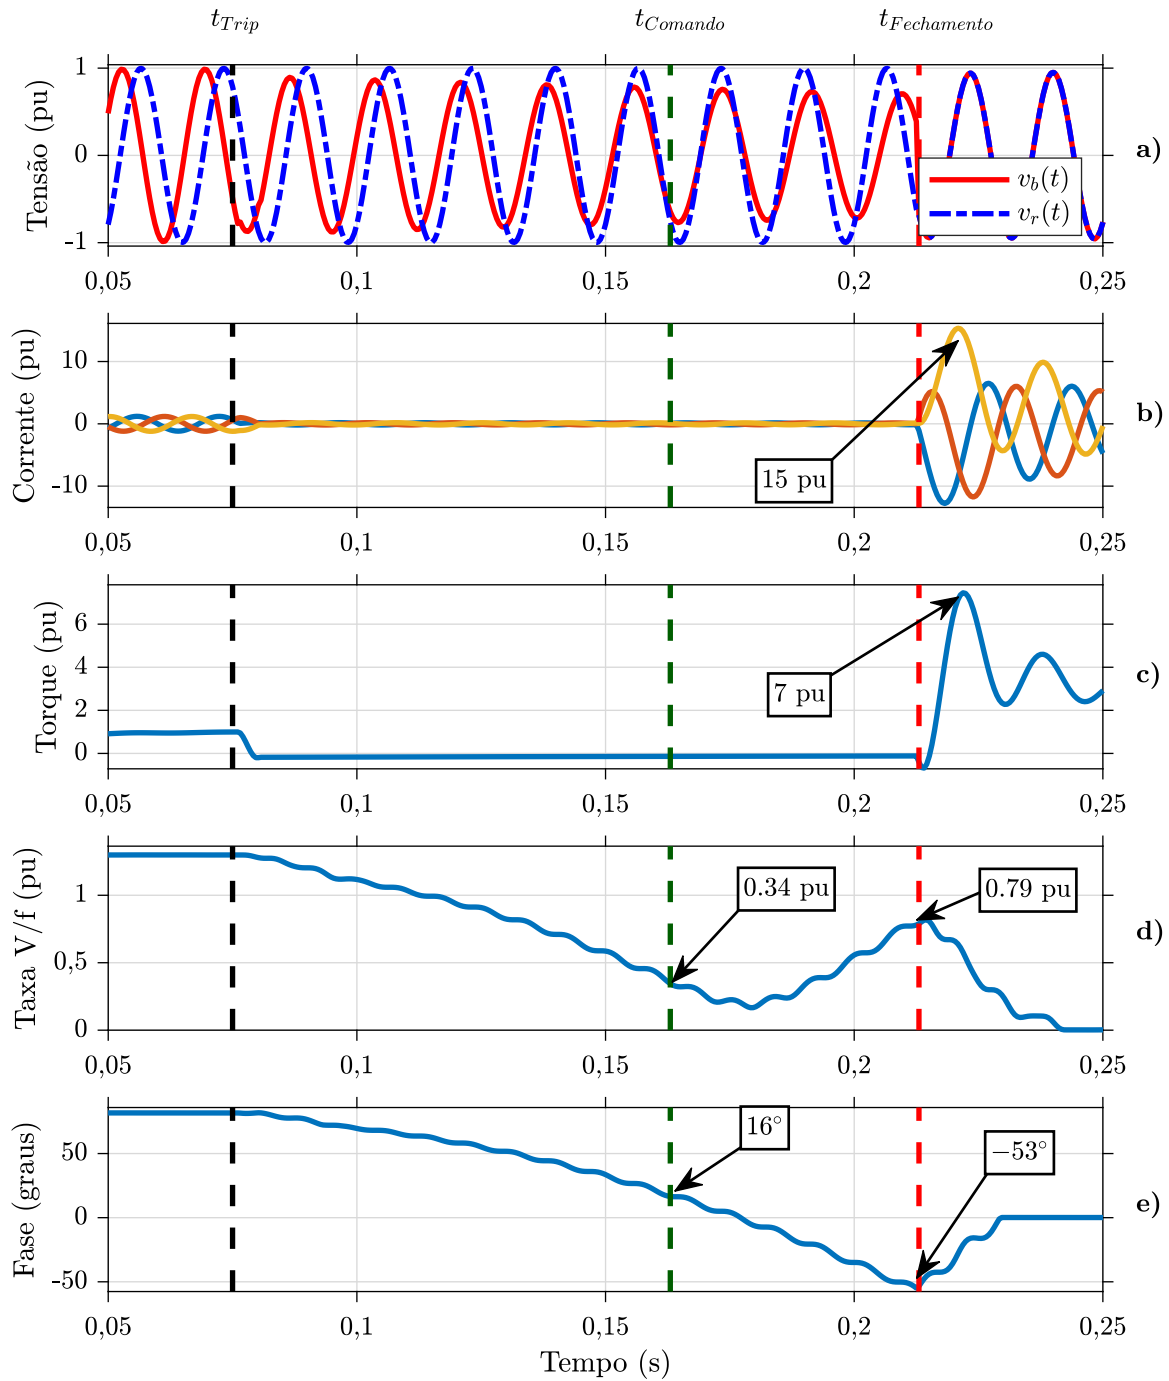 t_Trip t_Comando t_Fechamento
Tensão (pu)
1
0
-1
v_b(t)
v_r(t)
a)
0,05 0,1 0,15 0,2 0,25
Corrente (pu)
10
0
-10
15 pu
b)
0,05 0,1 0,15 0,2 0,25
Torque (pu)
6
4
2
0
7 pu
c)
0,05 0,1 0,15 0,2 0,25
Taxa V/f (pu)
1
0,5
0
0.34 pu
0.79 pu
d)
0,05 0,1 0,15 0,2 0,25
Fase (graus)
50
0
-50
16°
−53°
e)
0,05 0,1 0,15 0,2 0,25
Tempo (s)